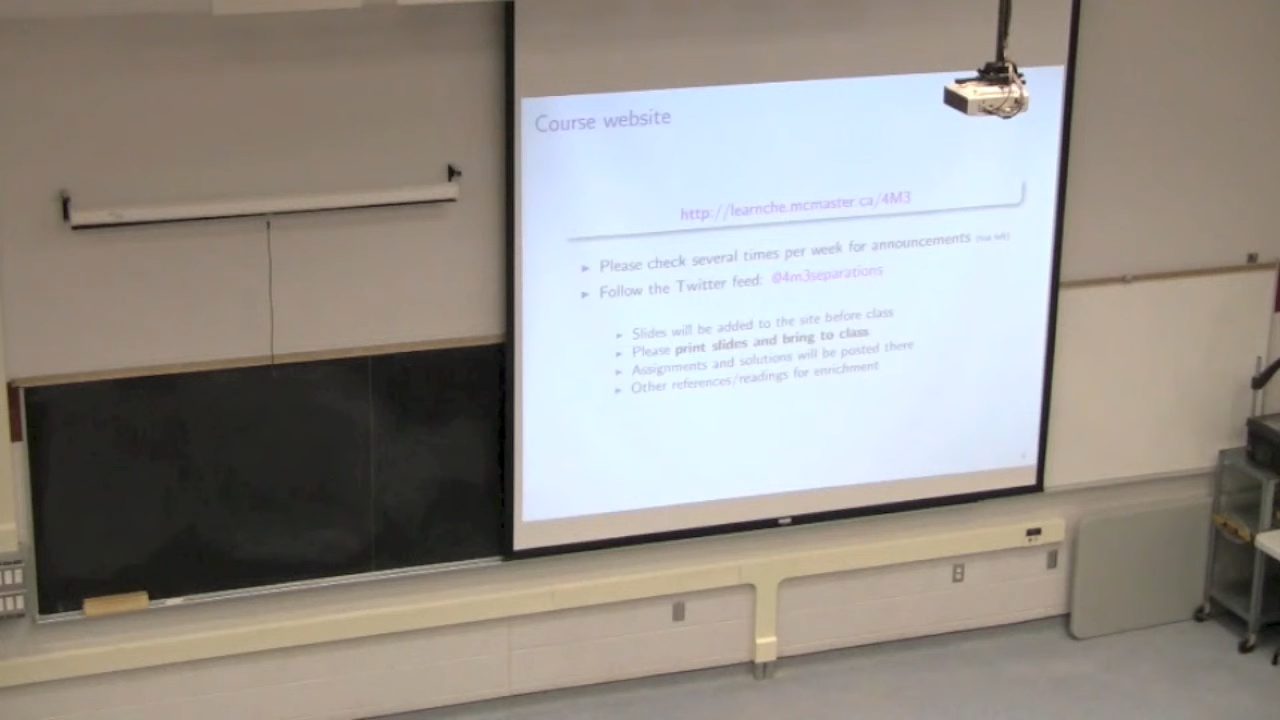 Course website
http://learnche.mcmaster.ca/4M3
Please check several times per week for announcements
Follow the Twitter feed: @4m3separations
Slides will be added to the site before class
Please print slides and bring to class
Assignments and solutions will be posted there
Other references/readings for enrichment